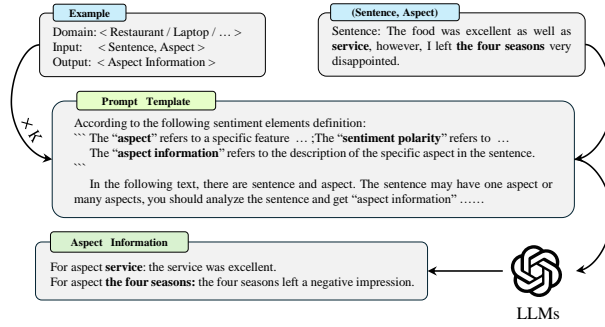 Example
Domain: < Restaurant / Laptop / … >
Input: < Sentence, Aspect >
Output: < Aspect Information >
(Sentence, Aspect)
Sentence: The food was excellent as well as
service, however, I left the four seasons very
disappointed.
× K
Prompt Template
According to the following sentiment elements definition:
``` The “aspect” refers to a specific feature … ;The “sentiment polarity” refers to …
The “aspect information” refers to the description of the specific aspect in the sentence.
```
In the following text, there are sentence and aspect. The sentence may have one aspect or
many aspects, you should analyze the sentence and get “aspect information” ……
Aspect Information
For aspect service: the service was excellent.
For aspect the four seasons: the four seasons left a negative impression.
LLMs